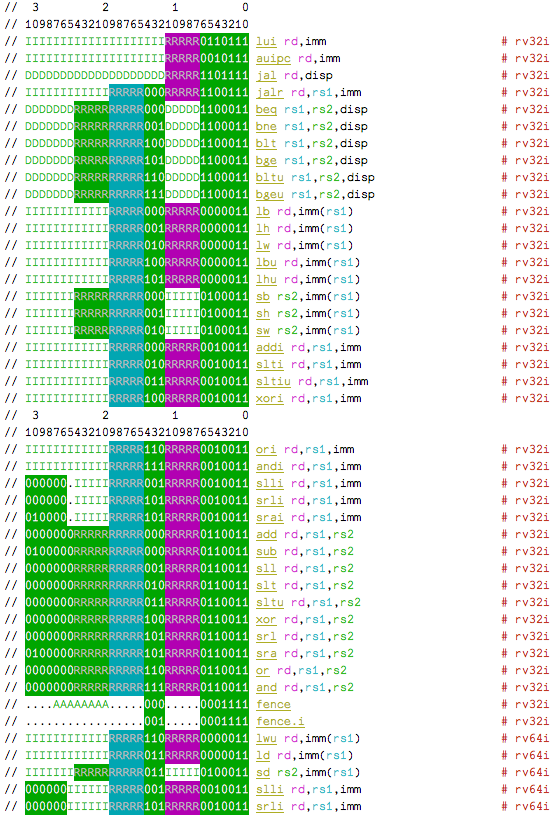 //  3         2         1         0
// 10987654321098765432109876543210
// IIIIIIIIIIIIIIIIIIIIRRRRR0110111 lui rd,imm # rv32i
// IIIIIIIIIIIIIIIIIIIIRRRRR0010111 auipc rd,imm # rv32i
// DDDDDDDDDDDDDDDDDDDDRRRRR1101111 jal rd,disp # rv32i
// IIIIIIIIIIIIRRRRR000RRRRR1100111 jalr rd,rs1,imm # rv32i
// DDDDDDDRRRRRRRRRR000DDDDD1100011 beq rs1,rs2,disp # rv32i
// DDDDDDDRRRRRRRRRR001DDDDD1100011 bne rs1,rs2,disp # rv32i
// DDDDDDDRRRRRRRRRR100DDDDD1100011 blt rs1,rs2,disp # rv32i
// DDDDDDDRRRRRRRRRR101DDDDD1100011 bge rs1,rs2,disp # rv32i
// DDDDDDDRRRRRRRRRR110DDDDD1100011 bltu rs1,rs2,disp # rv32i
// DDDDDDDRRRRRRRRRR111DDDDD1100011 bgeu rs1,rs2,disp # rv32i
// IIIIIIIIIIIIRRRRR000RRRRR0000011 lb rd,imm(rs1) # rv32i
// IIIIIIIIIIIIRRRRR001RRRRR0000011 lh rd,imm(rs1) # rv32i
// IIIIIIIIIIIIRRRRR010RRRRR0000011 lw rd,imm(rs1) # rv32i
// IIIIIIIIIIIIRRRRR100RRRRR0000011 lbu rd,imm(rs1) # rv32i
// IIIIIIIIIIIIRRRRR101RRRRR0000011 lhu rd,imm(rs1) # rv32i
// IIIIIIIRRRRRRRRRR000IIIII0100011 sb rs2,imm(rs1) # rv32i
// IIIIIIIRRRRRRRRRR001IIIII0100011 sh rs2,imm(rs1) # rv32i
// IIIIIIIRRRRRRRRRR010IIIII0100011 sw rs2,imm(rs1) # rv32i
// IIIIIIIIIIIIRRRRR000RRRRR0010011 addi rd,rs1,imm # rv32i
// IIIIIIIIIIIIRRRRR010RRRRR0010011 slti rd,rs1,imm # rv32i
// IIIIIIIIIIIIRRRRR011RRRRR0010011 sltiu rd,rs1,imm # rv32i
// IIIIIIIIIIIIRRRRR100RRRRR0010011 xori rd,rs1,imm # rv32i
//  3         2         1         0
// 10987654321098765432109876543210
// IIIIIIIIIIIIRRRRR110RRRRR0010011 ori rd,rs1,imm # rv32i
// IIIIIIIIIIIIRRRRR111RRRRR0010011 andi rd,rs1,imm # rv32i
// 000000.IIIIIRRRRR001RRRRR0010011 slli rd,rs1,imm # rv32i
// 000000.IIIIIRRRRR101RRRRR0010011 srli rd,rs1,imm # rv32i
// 010000.IIIIIRRRRR101RRRRR0010011 srai rd,rs1,imm # rv32i
// 0000000RRRRRRRRRR000RRRRR0110011 add rd,rs1,rs2 # rv32i
// 0100000RRRRRRRRRR000RRRRR0110011 sub rd,rs1,rs2 # rv32i
// 0000000RRRRRRRRRR001RRRRR0110011 sll rd,rs1,rs2 # rv32i
// 0000000RRRRRRRRRR010RRRRR0110011 slt rd,rs1,rs2 # rv32i
// 0000000RRRRRRRRRR011RRRRR0110011 sltu rd,rs1,rs2 # rv32i
// 0000000RRRRRRRRRR100RRRRR0110011 xor rd,rs1,rs2 # rv32i
// 0000000RRRRRRRRRR101RRRRR0110011 srl rd,rs1,rs2 # rv32i
// 0100000RRRRRRRRRR101RRRRR0110011 sra rd,rs1,rs2 # rv32i
// 0000000RRRRRRRRRR110RRRRR0110011 or rd,rs1,rs2 # rv32i
// 0000000RRRRRRRRRR111RRRRR0110011 and rd,rs1,rs2 # rv32i
// ....AAAAAAAA.....000.....0001111 fence # rv32i
// .................001.....0001111 fence.i # rv32i
// IIIIIIIIIIIIRRRRR110RRRRR0000011 lwu rd,imm(rs1) # rv64i
// IIIIIIIIIIIIRRRRR011RRRRR0000011 ld rd,imm(rs1) # rv64i
// IIIIIIIRRRRRRRRRR011IIIII0100011 sd rs2,imm(rs1) # rv64i
// 000000IIIIIIRRRRR001RRRRR0010011 slli rd,rs1,imm # rv64i
// 000000IIIIIIRRRRR101RRRRR0010011 srli rd,rs1,imm # rv64i